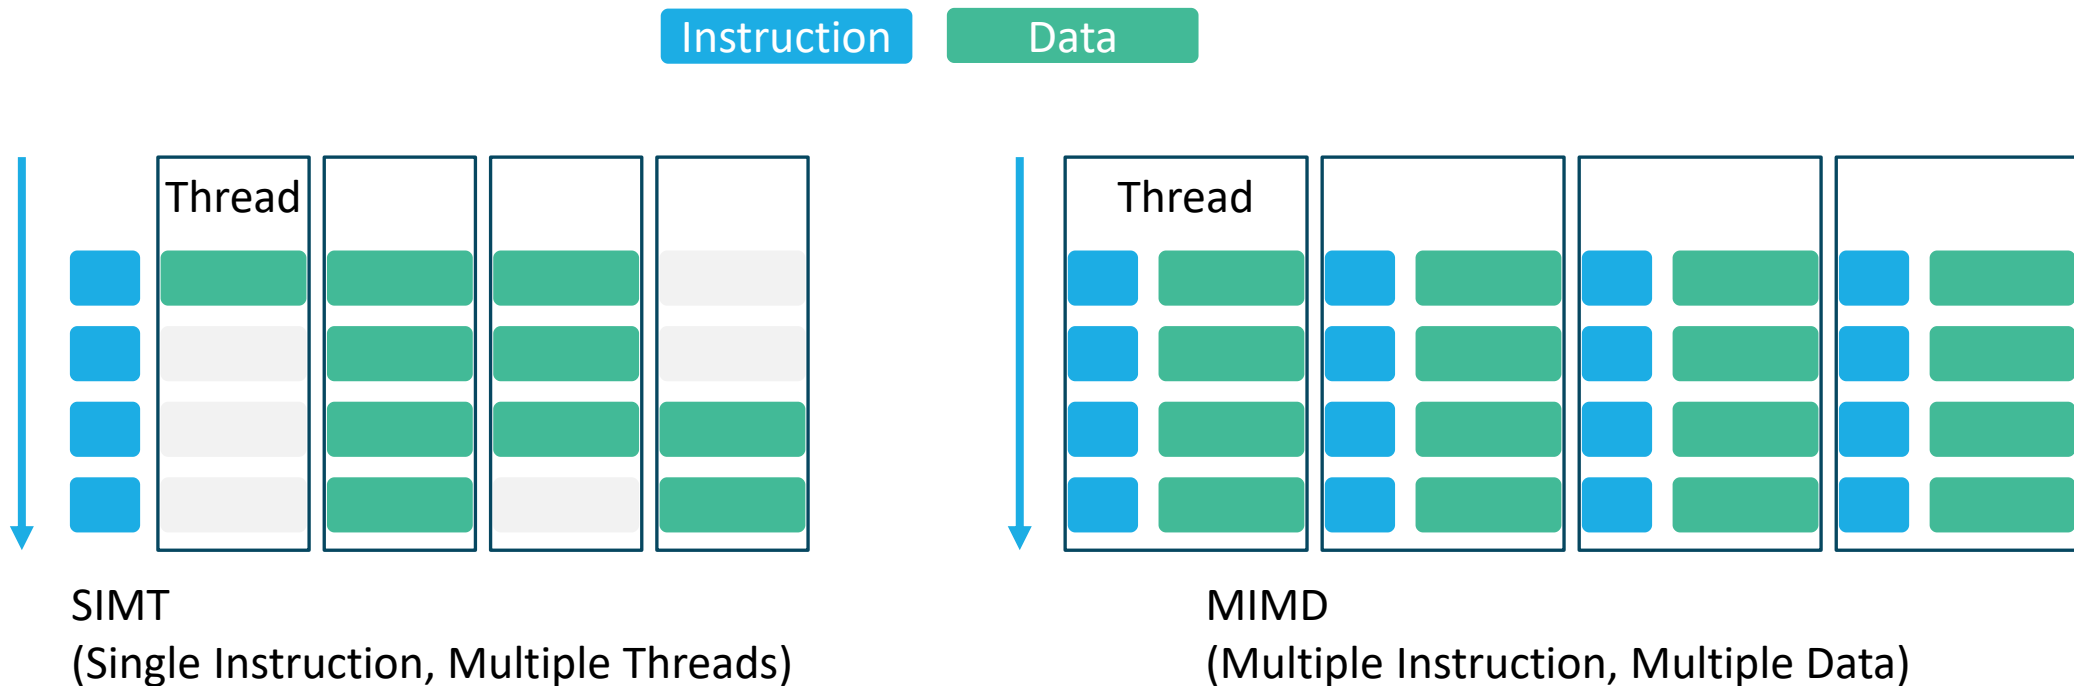 Instruction
Data
Thread
Thread
SIMT
(Single Instruction, Multiple Threads)
MIMD
(Multiple Instruction, Multiple Data)